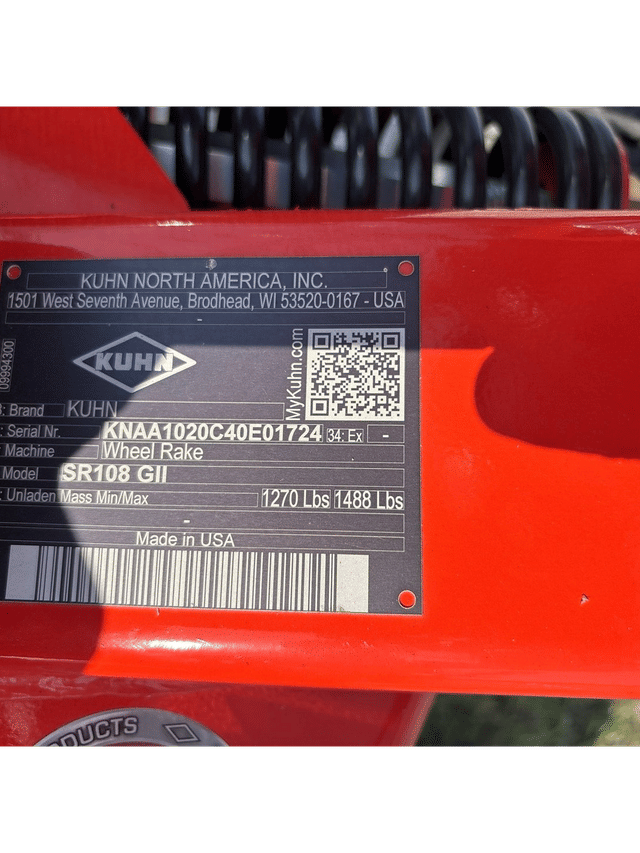 KUHN NORTH AMERICA, INC.
1501 West Seventh Avenue, Brodhead, WI 53520-0167 - USA
-
09994300
KUHN
MyKuhn.com
: Brand KUHN
: Serial Nr. KNAA1020C40E01724 34: Ex -
Machine Wheel Rake
Model SR108 GII
: Unladen Mass Min/Max 1270 Lbs 1488 Lbs
-
Made in USA
ODUCTS